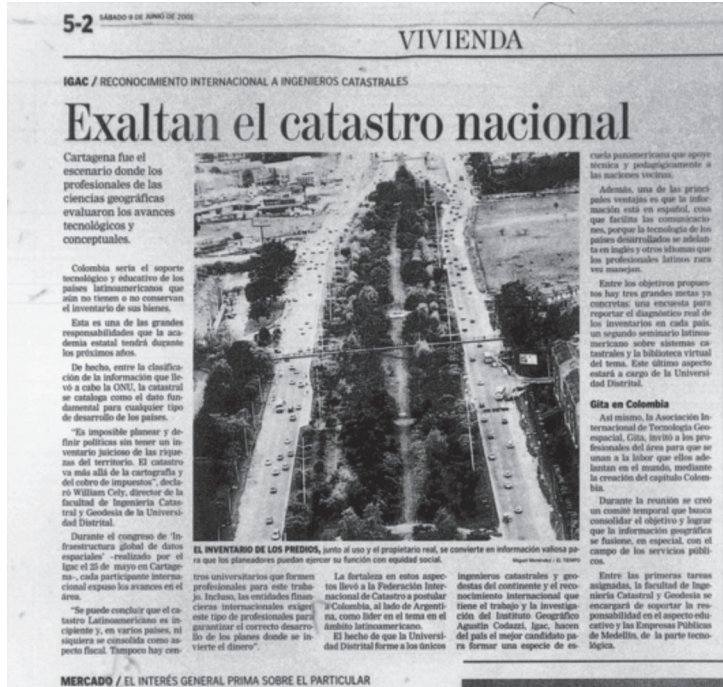 5-2 SÁBADO 9 DE JUNIO DE 2001
VIVIENDA
IGAC / RECONOCIMIENTO INTERNACIONAL A INGENIEROS CATASTRALES
Exaltan el catastro nacional
Cartagena fue el
escenario donde los
profesionales de las
ciencias geográficas
evaluaron los avances
tecnológicos y
conceptuales.
Colombia sería el soporte
tecnológico y educativo de los
países latinoamericanos que
aún no tienen o no conservan
el inventario de sus bienes.
Esta es una de las grandes
responsabilidades que la aca-
demia estatal tendrá durante
los próximos años.
De hecho, entre la clasifica-
ción de la información que lle-
vó a cabo la ONU, la catastral
se cataloga como el dato fun-
damental para cualquier tipo
de desarrollo de los países.
"Es imposible planear y de-
finir políticas sin tener un in-
ventario juicioso de las rique-
zas del territorio. El catastro
va más allá de la cartografía y
del cobro de impuestos", decla-
ró William Cely, director de la
facultad de Ingeniería Catas-
tral y Geodesia de la Universi-
dad Distrital.
Durante el congreso de 'In-
fraestructura global de datos
espaciales' -realizado por el
Igac el 25 de mayo en Cartage-
na-, cada participante interna-
cional expuso los avances en el
área.
"Se puede concluir que el ca-
tastro Latinoamericano es in-
cipiente y, en varios países, ni
siquiera se consolida como as-
pecto fiscal. Tampoco hay cen-
EL INVENTARIO DE LOS PREDIOS, junto al uso y el propietario real, se convierte en información valiosa pa-
ra que los planeadores puedan ejercer su función con equidad social.
Miguel Menéndez / EL TIEMPO
tros universitarios que formen
profesionales para este traba-
jo. Incluso, las entidades finan-
cieras internacionales exigen
este tipo de profesionales para
garantizar el correcto desarro-
llo de los planes donde se in-
vierte el dinero".
La fortaleza en estos aspec-
tos llevó a la Federación Inter-
nacional de Catastro a postular
a Colombia, al lado de Argenti-
na, como líder en el tema en el
ámbito latinoamericano.
El hecho de que la Universi-
dad Distrital forme a los únicos
ingenieros catastrales y geo-
destas del continente y el reco-
nocimiento internacional que
tiene el trabajo y la investiga-
ción del Instituto Geográfico
Agustín Codazzi, Igac, hacen
del país el mejor candidato pa-
ra formar una especie de es-
cuela panamericana que apoye
técnica y pedagógicamente a
las naciones vecinas.
Además, una de las princi-
pales ventajas es que la infor-
mación está en español, cosa
que facilita las comunicacio-
nes, porque la tecnología de los
países desarrollados se adelan-
ta en inglés y otros idiomas que
los profesionales latinos rara
vez manejan.
Entre los objetivos propues-
tos hay tres grandes metas ya
concretas: una encuesta para
reportar el diagnóstico real de
los inventarios en cada país,
un segundo seminario latinoa-
mericano sobre sistemas ca-
tastrales y la biblioteca virtual
del tema. Este último aspecto
estará a cargo de la Universi-
dad Distrital.
Gita en Colombia
Así mismo, la Asociación In-
ternacional de Tecnología Geo-
espacial, Gita, invitó a los pro-
fesionales del área para que se
unan a la labor que ellos ade-
lantan en el mundo, mediante
la creación del capítulo Colom-
bia.
Durante la reunión se creó
un comité temporal que busca
consolidar el objetivo y lograr
que la información geográfica
se fusione, en especial, con el
campo de los servicios públi-
cos.
Entre las primeras tareas
asignadas, la facultad de Inge-
niería Catastral y Geodesia se
encargará de soportar la res-
ponsabilidad en el aspecto edu-
cativo y las Empresas Públicas
de Medellín, de la parte tecno-
lógica.
MERCADO / EL INTERÉS GENERAL PRIMA SOBRE EL PARTICULAR